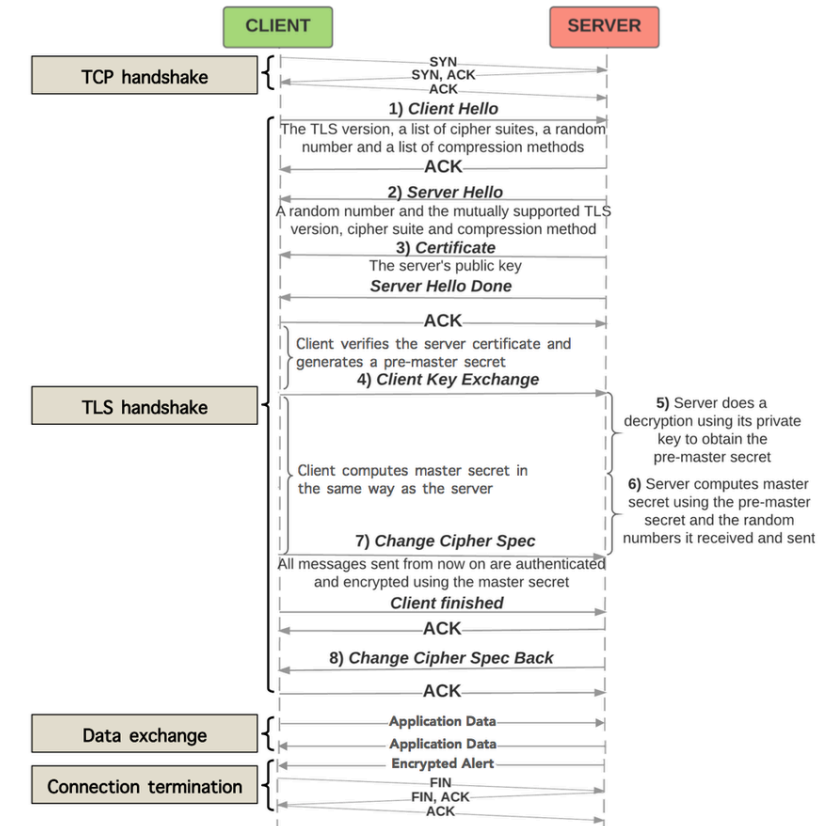 CLIENT
SERVER
TCP handshake
SYN
SYN, ACK
ACK
1) Client Hello
The TLS version, a list of cipher suites, a random
number and a list of compression methods
ACK
2) Server Hello
A random number and the mutually supported TLS
version, cipher suite and compression method
3) Certificate
The server's public key
Server Hello Done
ACK
Client verifies the server certificate and
generates a pre-master secret
4) Client Key Exchange
TLS handshake
5) Server does a
decryption using its private
key to obtain the
pre-master secret
Client computes master secret in
the same way as the server
6) Server computes master
secret using the pre-master
secret and the random
numbers it received and sent
7) Change Cipher Spec
All messages sent from now on are authenticated
and encrypted using the master secret
Client finished
ACK
8) Change Cipher Spec Back
ACK
Data exchange
Application Data
Application Data
Encrypted Alert
Connection termination
FIN
FIN, ACK
ACK